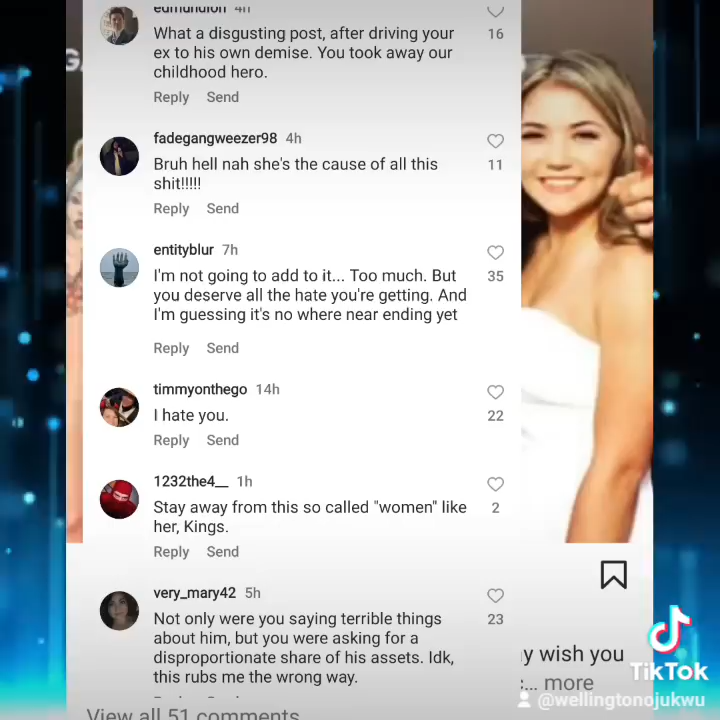 edmundlon 4h
What a disgusting post, after driving your
ex to his own demise. You took away our
childhood hero.
16
Reply Send
fadegangweezer98 4h
Bruh hell nah she's the cause of all this
shit!!!!!
11
Reply Send
entityblur 7h
I'm not going to add to it... Too much. But
you deserve all the hate you're getting. And
I'm guessing it's no where near ending yet
35
Reply Send
timmyonthego 14h
I hate you.
22
Reply Send
1232the4__ 1h
Stay away from this so called "women" like
her, Kings.
2
Reply Send
very_mary42 5h
Not only were you saying terrible things
about him, but you were asking for a
disproportionate share of his assets. Idk,
this rubs me the wrong way.
23
View all 51 comments
y wish you
... more
TikTok
@wellingtonojukwu